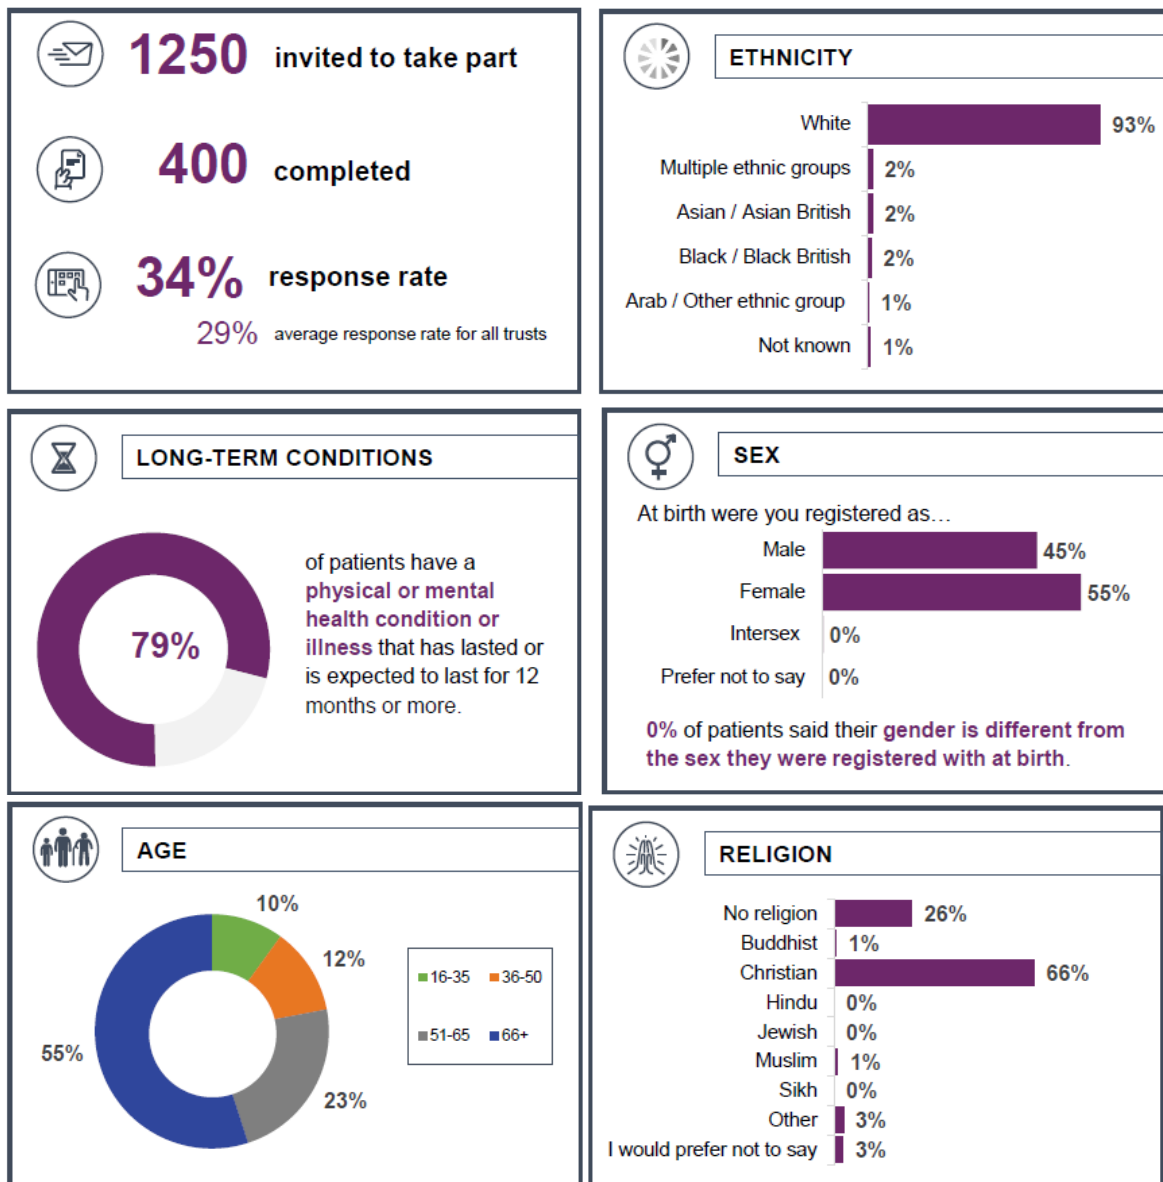 1250 invited to take part
400 completed
34% response rate
29% average response rate for all trusts
ETHNICITY
White 93%
Multiple ethnic groups 2%
Asian / Asian British 2%
Black / Black British 2%
Arab / Other ethnic group 1%
Not known 1%
LONG-TERM CONDITIONS
79%
of patients have a
physical or mental
health condition or
illness that has lasted or
is expected to last for 12
months or more.
SEX
At birth were you registered as…
Male 45%
Female 55%
Intersex 0%
Prefer not to say 0%
0% of patients said their gender is different from
the sex they were registered with at birth.
AGE
10%
12%
23%
55%
16-35 36-50
51-65 66+
RELIGION
No religion 26%
Buddhist 1%
Christian 66%
Hindu 0%
Jewish 0%
Muslim 1%
Sikh 0%
Other 3%
I would prefer not to say 3%